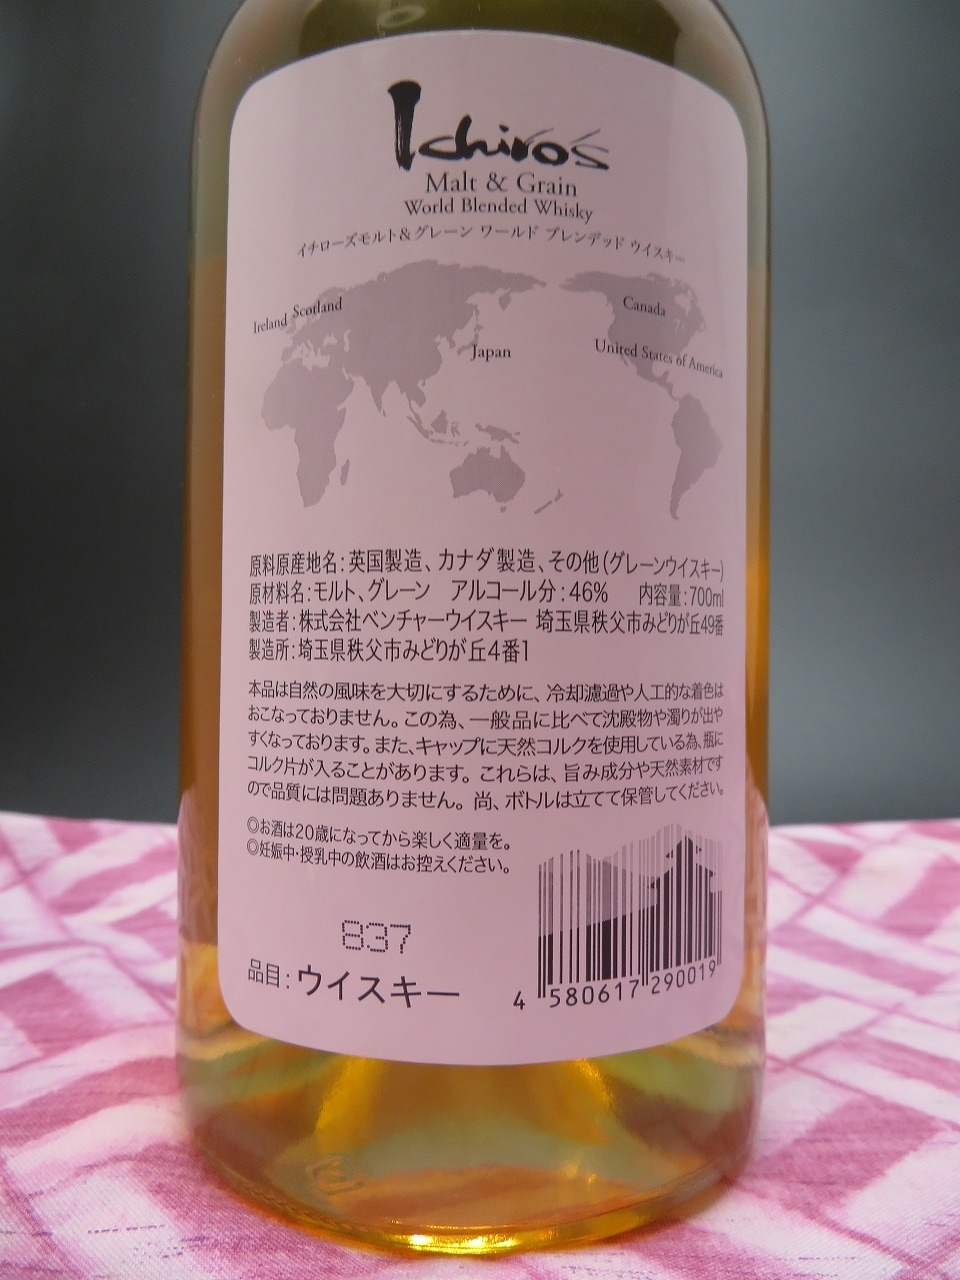 Ichiro's
Malt & Grain
World Blended Whisky
イチローズモルト&グレーン ワールド ブレンデッド ウイスキー
Ireland Scotland
Canada
Japan
United States of America
原料原産地名:英国製造、カナダ製造、その他(グレーンウイスキー)
原材料名:モルト、グレーン アルコール分:46% 内容量:700ml
製造者:株式会社ベンチャーウイスキー 埼玉県秩父市みどりが丘49番
製造所:埼玉県秩父市みどりが丘4番1
本品は自然の風味を大切にするために、冷却濾過や人工的な着色は
おこなっておりません。この為、一般品に比べて沈殿物や濁りが出や
すくなっております。また、キャップに天然コルクを使用している為、瓶に
コルク片が入ることがあります。これらは、旨み成分や天然素材です
ので品質には問題ありません。尚、ボトルは立てて保管してください。
◎お酒は20歳になってから楽しく適量を。
◎妊娠中・授乳中の飲酒はお控えください。
837
品目:ウイスキー
4 580617 290019